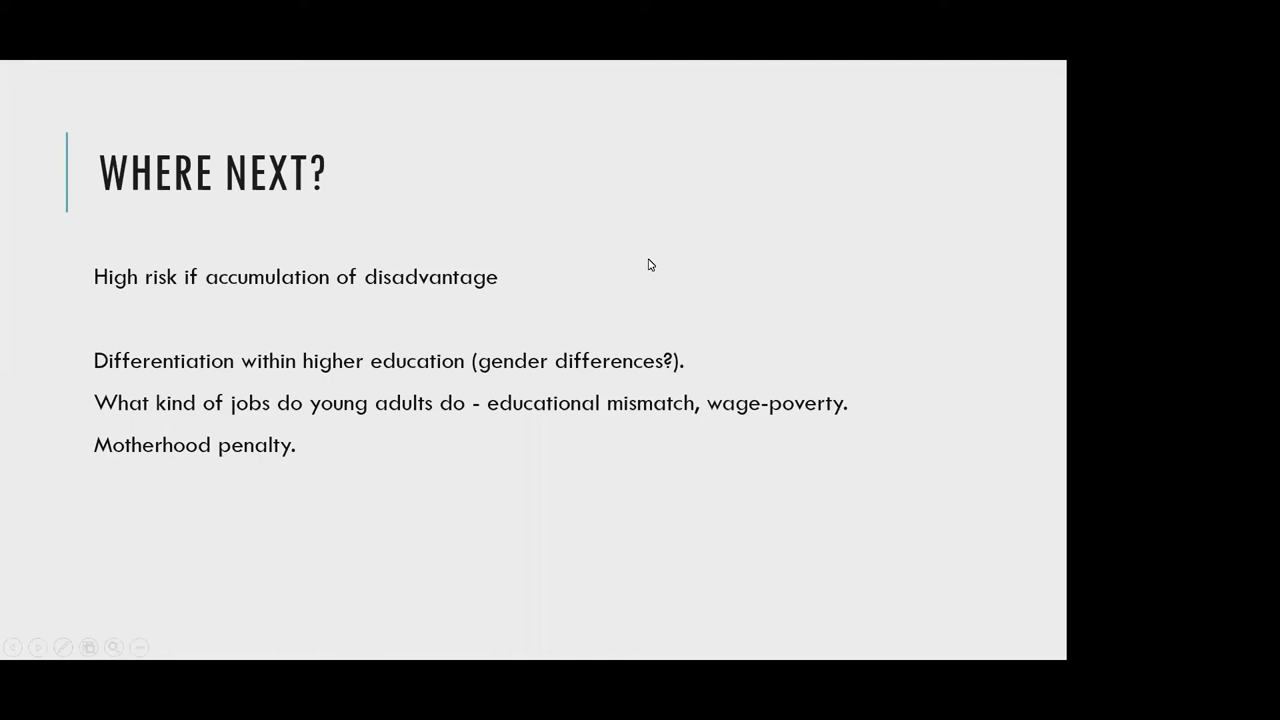 WHERE NEXT?
High risk if accumulation of disadvantage
Differentiation within higher education (gender differences?).
What kind of jobs do young adults do - educational mismatch, wage-poverty.
Motherhood penalty.